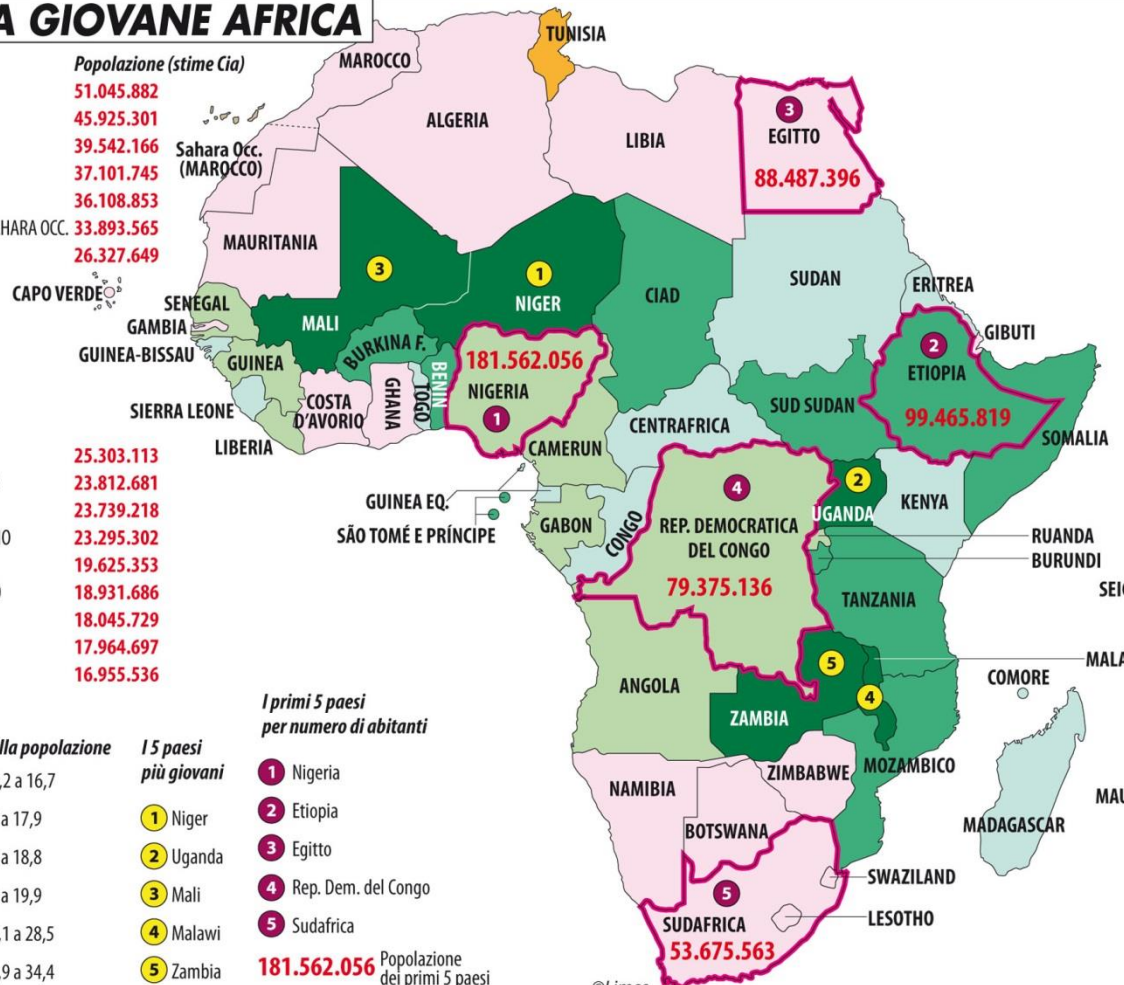 A GIOVANE AFRICA
Popolazione (stime Cia)
51.045.882
45.925.301
39.542.166
37.101.745
36.108.853
HARA OCC. 33.893.565
26.327.649
25.303.113
23.812.681
23.739.218
23.295.302
19.625.353
18.931.686
18.045.729
17.964.697
16.955.536
lla popolazione
,2 a 16,7
a 17,9
a 18,8
a 19,9
,1 a 28,5
,9 a 34,4
I 5 paesi
più giovani
1 Niger
2 Uganda
3 Mali
4 Malawi
5 Zambia
I primi 5 paesi
per numero di abitanti
1 Nigeria
2 Etiopia
3 Egitto
4 Rep. Dem. del Congo
5 Sudafrica
181.562.056 Popolazione
dei primi 5 paesi
TUNISIA
MAROCCO
ALGERIA
LIBIA
3
EGITTO
88.487.396
Sahara Occ.
(MAROCCO)
MAURITANIA
3
MALI
1
NIGER
CIAD
SUDAN
ERITREA
GIBUTI
2
ETIOPIA
99.465.819
SOMALIA
CAPO VERDE
SENEGAL
GAMBIA
GUINEA-BISSAU
GUINEA
SIERRA LEONE
LIBERIA
COSTA
D'AVORIO
BURKINA F.
GHANA
TOGO
BENIN
181.562.056
NIGERIA
1
CAMERUN
CENTRAFRICA
SUD SUDAN
GUINEA EQ.
SÃO TOMÉ E PRÍNCIPE
GABON
CONGO
4
REP. DEMOCRATICA
DEL CONGO
79.375.136
2
UGANDA
KENYA
RUANDA
BURUNDI
SEI
TANZANIA
ANGOLA
5
ZAMBIA
4
MALA
COMORE
MOZAMBICO
ZIMBABWE
NAMIBIA
BOTSWANA
MAU
MADAGASCAR
SWAZILAND
LESOTHO
5
SUDAFRICA
53.675.563
©Limes